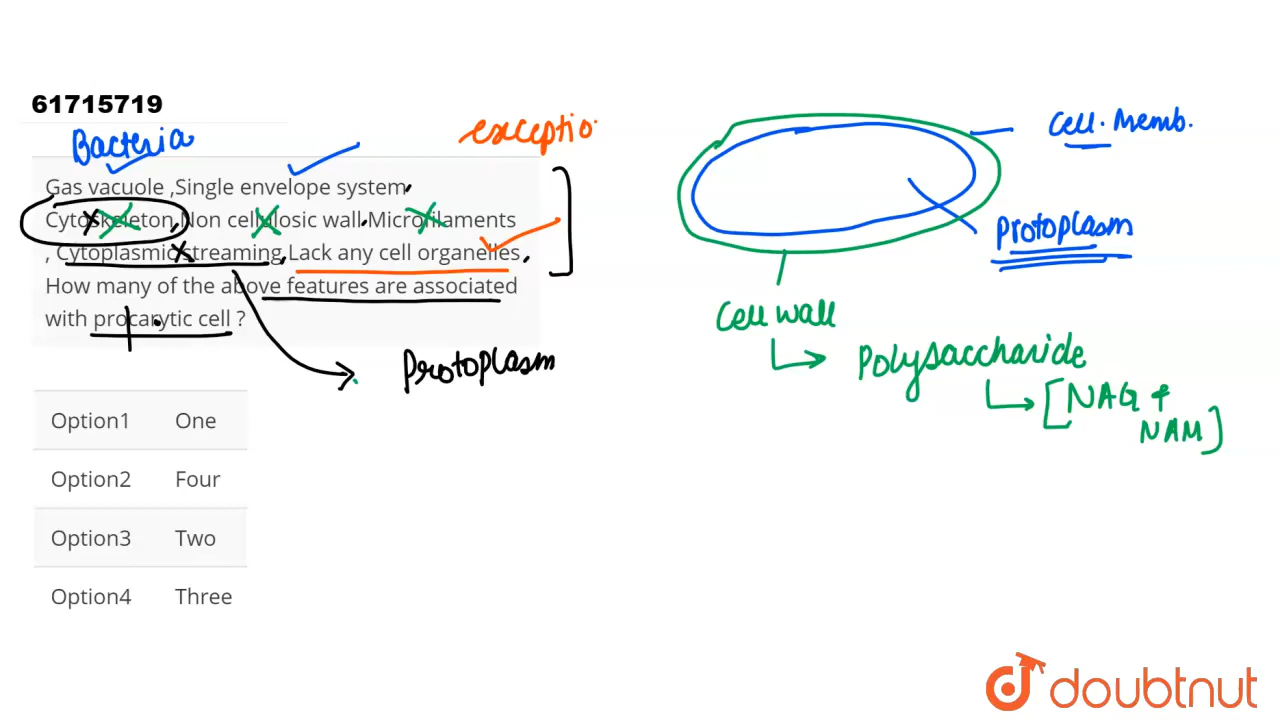 61715719
Bacteria
exceptio.
Gas vacuole ,Single envelope system,
Cytoskeleton,Non cellulosic wall,Microfilaments
, Cytoplasmic streaming,Lack any cell organelles,
How many of the above features are associated
with procarytic cell ?
Protoplasm
Option1 One
Option2 Four
Option3 Two
Option4 Three
Cell. Memb.
Protoplasm
Cell wall
Polysaccharide
[NAG +
NAM]
doubtnut